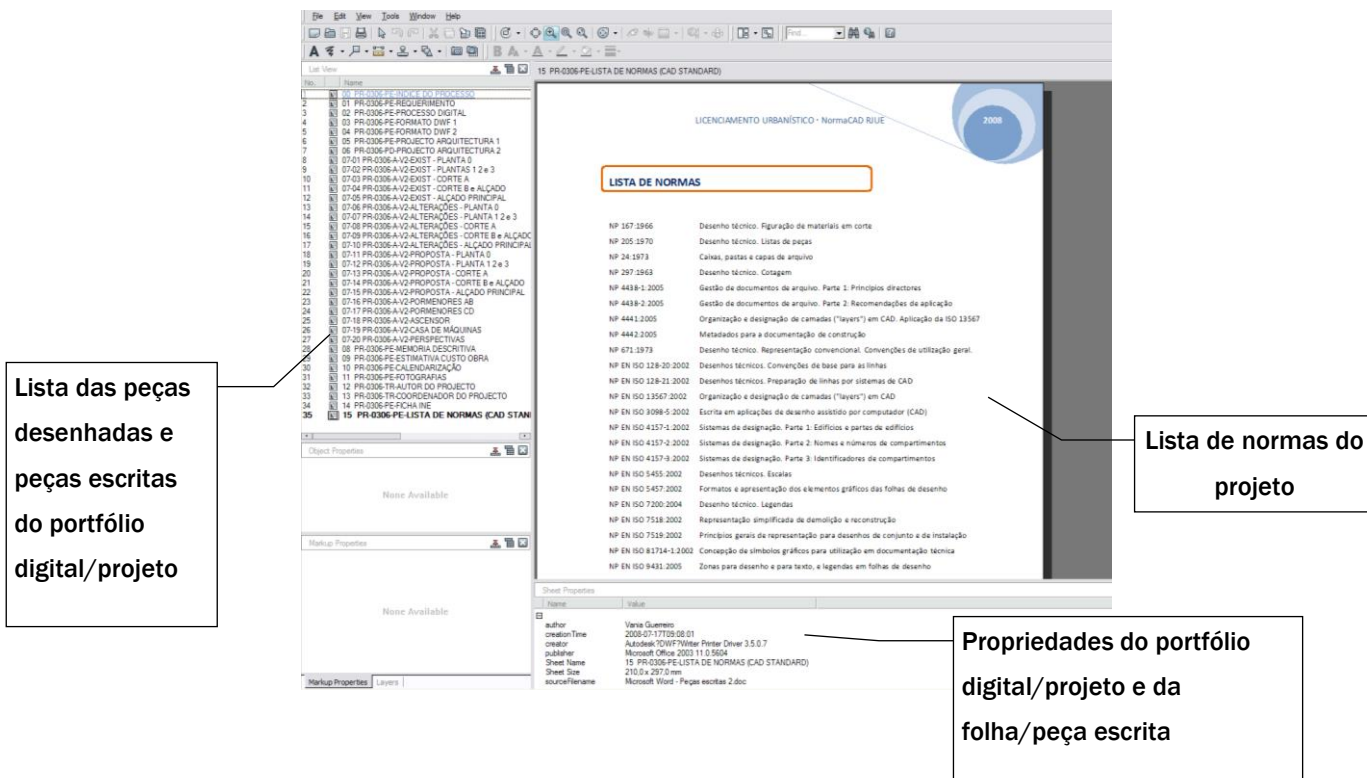 File Edit View Tools Window Help
Find...
List View
No. Name
1 00 PR-0306-PE-INDICE DO PROCESSO
2 01 PR-0306-PE-REQUERIMENTO
3 02 PR-0306-PE-PROCESSO DIGITAL
4 03 PR-0306-PE-FORMATO DWF 1
5 04 PR-0306-PE-FORMATO DWF 2
6 05 PR-0306-PE-PROJECTO ARQUITECTURA 1
7 06 PR-0306-PD-PROJECTO ARQUITECTURA 2
8 07-01 PR-0306-A-V2-EXIST - PLANTA 0
9 07-02 PR-0306-A-V2-EXIST - PLANTAS 1 2 e 3
10 07-03 PR-0306-A-V2-EXIST - CORTE A
11 07-04 PR-0306-A-V2-EXIST - CORTE B e ALÇADO
12 07-05 PR-0306-A-V2-EXIST - ALÇADO PRINCIPAL
13 07-06 PR-0306-A-V2-ALTERAÇÕES - PLANTA 0
14 07-07 PR-0306-A-V2-ALTERAÇÕES - PLANTA 1 2 e 3
15 07-08 PR-0306-A-V2-ALTERAÇÕES - CORTE A
16 07-09 PR-0306-A-V2-ALTERAÇÕES - CORTE B e ALÇADO
17 07-10 PR-0306-A-V2-ALTERAÇÕES - ALÇADO PRINCIPAL
18 07-11 PR-0306-A-V2-PROPOSTA - PLANTA 0
19 07-12 PR-0306-A-V2-PROPOSTA - PLANTA 1 2 e 3
20 07-13 PR-0306-A-V2-PROPOSTA - CORTE A
21 07-14 PR-0306-A-V2-PROPOSTA - CORTE B e ALÇADO
22 07-15 PR-0306-A-V2-PROPOSTA - ALÇADO PRINCIPAL
23 07-16 PR-0306-A-V2-PORMENORES AB
24 07-17 PR-0306-A-V2-PORMENORES CD
25 07-18 PR-0306-A-V2-ASCENSOR
26 07-19 PR-0306-A-V2-CASA DE MÁQUINAS
27 07-20 PR-0306-A-V2-PERSPECTIVAS
28 08 PR-0306-PE-MEMORIA DESCRITIVA
29 09 PR-0306-PE-ESTIMATIVA CUSTO OBRA
30 10 PR-0306-PE-CALENDARIZAÇÃO
31 11 PR-0306-PE-FOTOGRAFIAS
32 12 PR-0306-TR-AUTOR DO PROJECTO
33 13 PR-0306-TR-COORDENADOR DO PROJECTO
34 14 PR-0306-PE-FICHA INE
35 15 PR-0306-PE-LISTA DE NORMAS (CAD STAN
Object Properties
None Available
Markup Properties
None Available
Markup Properties Layers
15 PR-0306-PE-LISTA DE NORMAS (CAD STANDARD)
LICENCIAMENTO URBANÍSTICO - NormaCAD RJUE 2008
LISTA DE NORMAS
NP 167:1966 Desenho técnico. Figuração de materiais em corte
NP 205:1970 Desenho técnico. Listas de peças
NP 24:1973 Caixas, pastas e capas de arquivo
NP 297:1963 Desenho técnico. Cotagem
NP 4438-1:2005 Gestão de documentos de arquivo. Parte 1: Princípios directores
NP 4438-2:2005 Gestão de documentos de arquivo. Parte 2: Recomendações de aplicação
NP 4441:2005 Organização e designação de camadas ("layers") em CAD. Aplicação da ISO 13567
NP 4442:2005 Metadados para a documentação de construção
NP 671:1973 Desenho técnico. Representação convencional. Convenções de utilização geral.
NP EN ISO 128-20:2002 Desenhos técnicos. Convenções de base para as linhas
NP EN ISO 128-21:2002 Desenhos técnicos. Preparação de linhas por sistemas de CAD
NP EN ISO 13567:2002 Organização e designação de camadas ("layers") em CAD
NP EN ISO 3098-5:2002 Escrita em aplicações de desenho assistido por computador (CAD)
NP EN ISO 4157-1:2002 Sistemas de designação. Parte 1: Edifícios e partes de edifícios
NP EN ISO 4157-2:2002 Sistemas de designação. Parte 2: Nomes e números de compartimentos
NP EN ISO 4157-3:2002 Sistemas de designação. Parte 3: Identificadores de compartimentos
NP EN ISO 5455:2002 Desenhos técnicos. Escalas
NP EN ISO 5457:2002 Formatos e apresentação dos elementos gráficos das folhas de desenho
NP EN ISO 7200:2004 Desenho técnico. Legendas
NP EN ISO 7518:2002 Representação simplificada de demolição e reconstrução
NP EN ISO 7519:2002 Princípios gerais de representação para desenhos de conjunto e de instalação
NP EN ISO 81714-1:2002 Concepção de símbolos gráficos para utilização em documentação técnica
NP EN ISO 9431:2005 Zonas para desenho e para texto, e legendas em folhas de desenho
Sheet Properties
Name Value
author Vania Guerreiro
creationTime 2008-07-17T09:08:01
creator Autodesk?DWF?Writer Printer Driver 3.5.0.7
publisher Microsoft Office 2003 11.0.5604
Sheet Name 15 PR-0306-PE-LISTA DE NORMAS (CAD STANDARD)
Sheet Size 210,0 x 297,0 mm
sourceFilename Microsoft Word - Peças escritas 2.doc
Lista das peças
desenhadas e
peças escritas
do portfólio
digital/projeto
Lista de normas do
projeto
Propriedades do portfólio
digital/projeto e da
folha/peça escrita